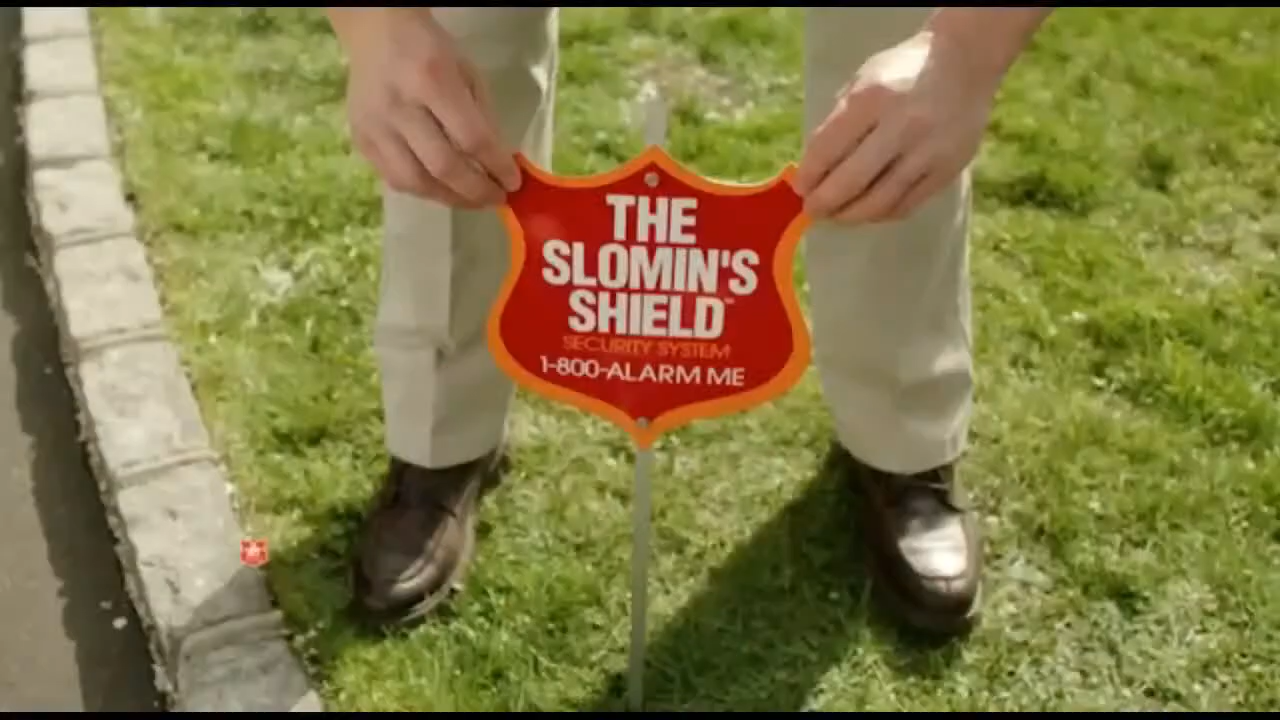 THE
SLOMIN'S
SHIELD™
SECURITY SYSTEM
1-800-ALARM ME